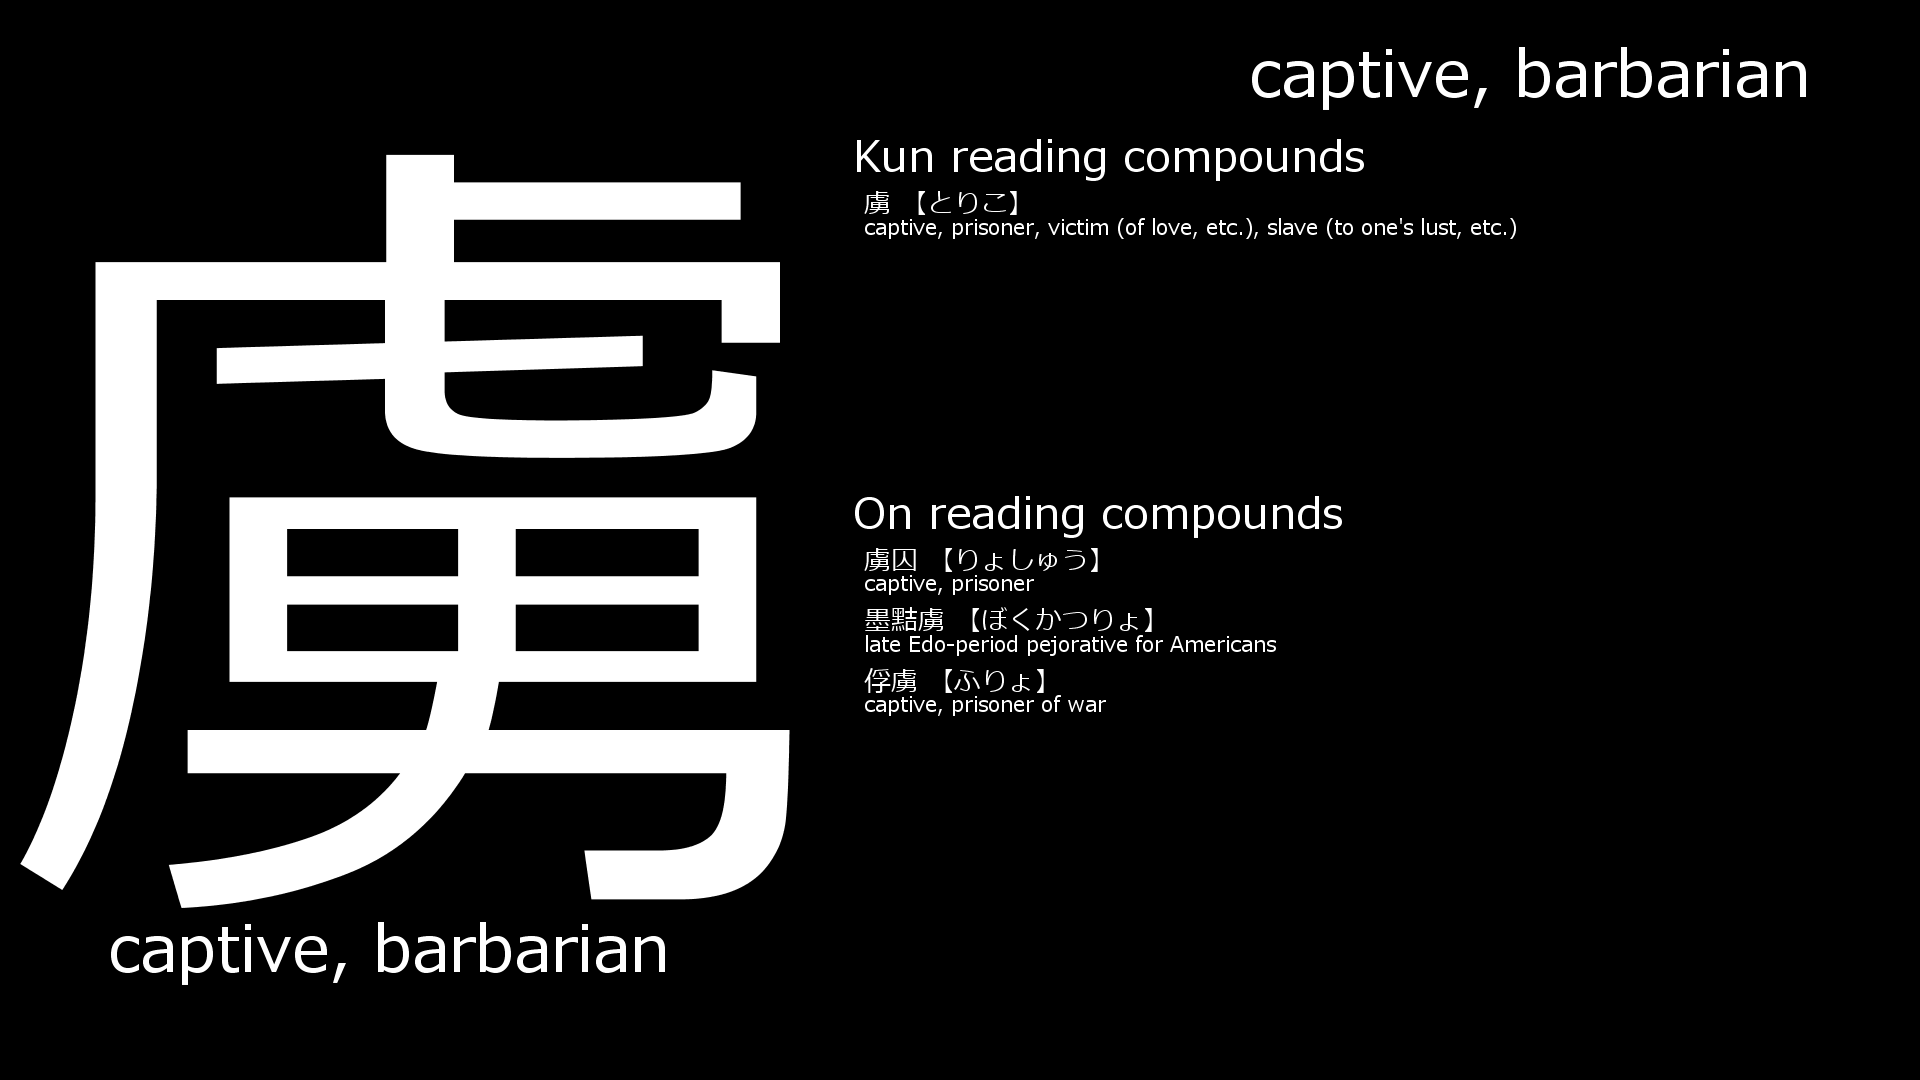 虜
captive, barbarian
captive, barbarian
Kun reading compounds
虜 【とりこ】
captive, prisoner, victim (of love, etc.), slave (to one's lust, etc.)
On reading compounds
虜囚 【りょしゅう】
captive, prisoner
墨黠虜 【ぼくかつりょ】
late Edo-period pejorative for Americans
俘虜 【ふりょ】
captive, prisoner of war